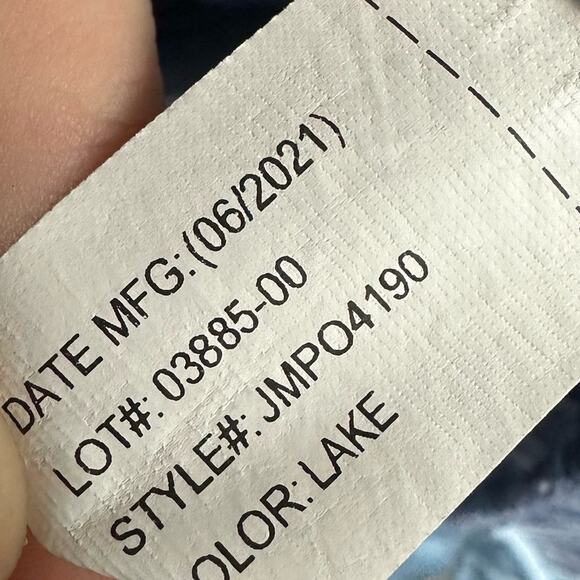 DATE MFG: (06/2021)
LOT#: 03885-00
STYLE#: JMPO4190
OLOR: LAKE